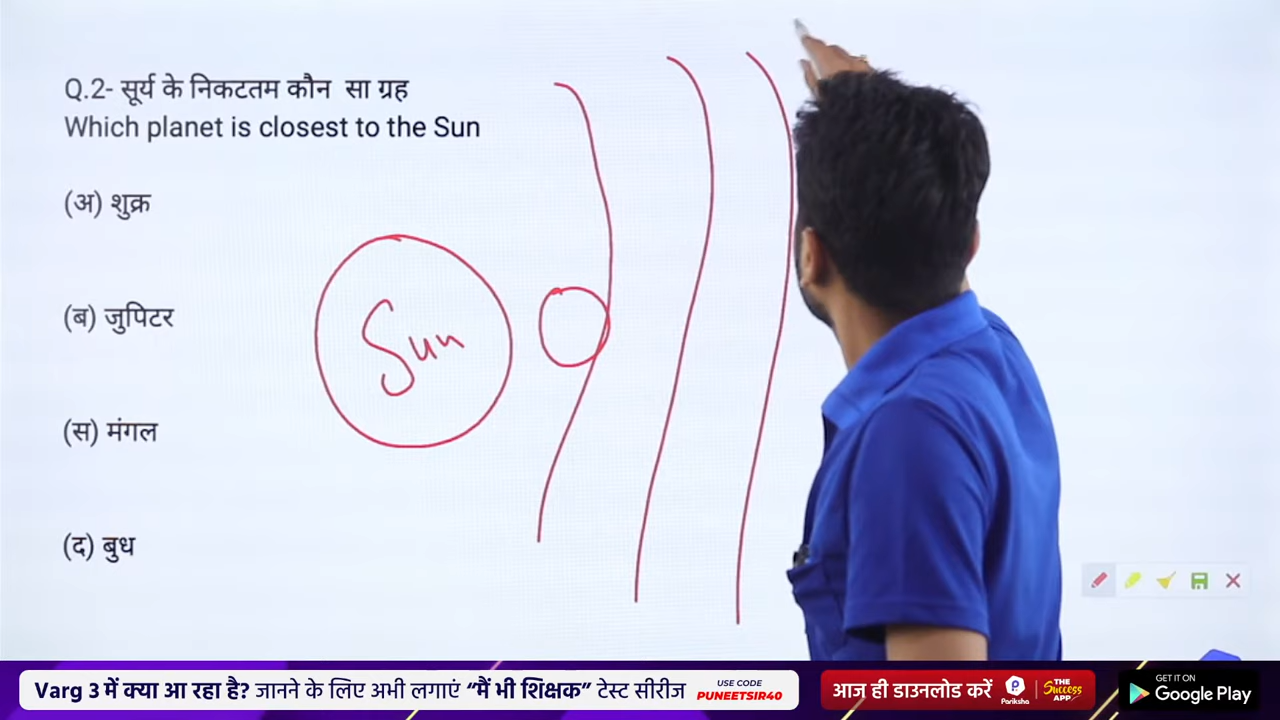 Q.2- सूर्य के निकटतम कौन सा ग्रह
Which planet is closest to the Sun
(अ) शुक्र
(ब) जुपिटर
(स) मंगल
(द) बुध
Sun
Varg 3 में क्या आ रहा है? जानने के लिए अभी लगाएं “मैं भी शिक्षक” टेस्ट सीरीज
USE CODE
PUNEETSIR40
आज ही डाउनलोड करें
Pariksha
THE
Success
APP
GET IT ON
Google Play